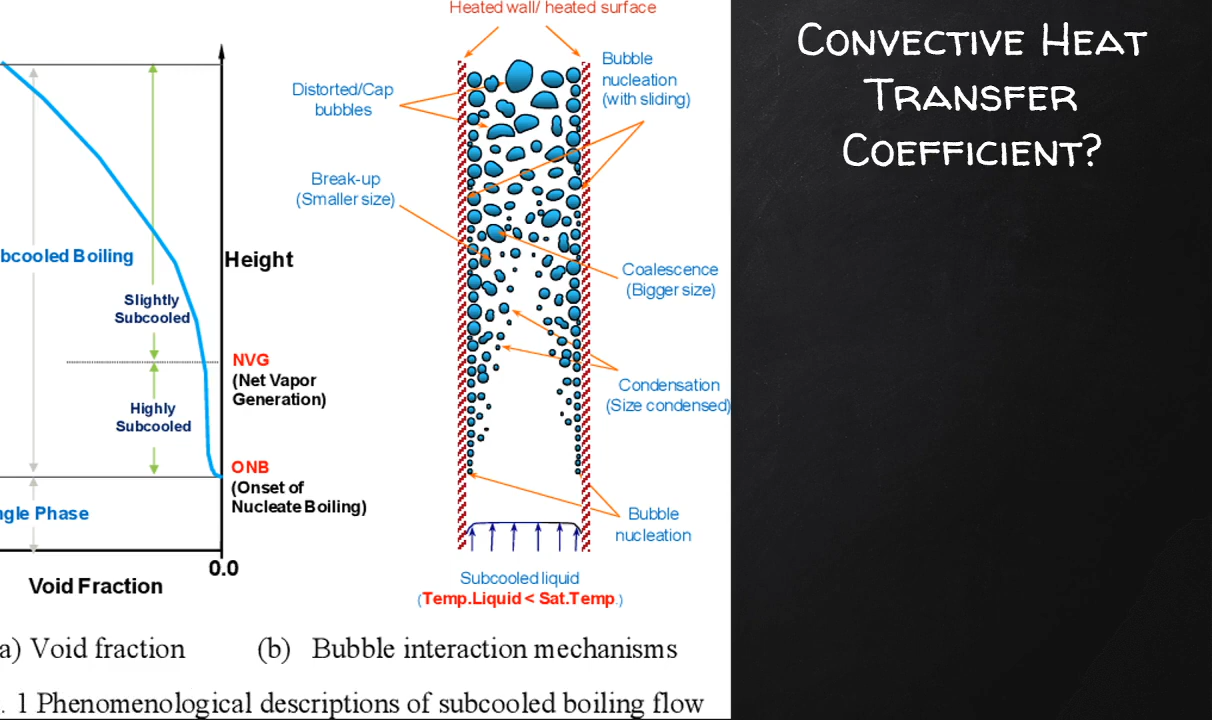 Heated wall/ heated surface
Distorted/Cap
bubbles
Bubble
nucleation
(with sliding)
Break-up
(Smaller size)
bcooled Boiling
Height
Slightly
Subcooled
Coalescence
(Bigger size)
NVG
(Net Vapor
Generation)
Highly
Subcooled
Condensation
(Size condensed)
ONB
(Onset of
Nucleate Boiling)
ngle Phase
Bubble
nucleation
0.0
Void Fraction
Subcooled liquid
(Temp.Liquid < Sat.Temp.)
a) Void fraction
(b) Bubble interaction mechanisms
. 1 Phenomenological descriptions of subcooled boiling flow
Convective Heat
Transfer
Coefficient?